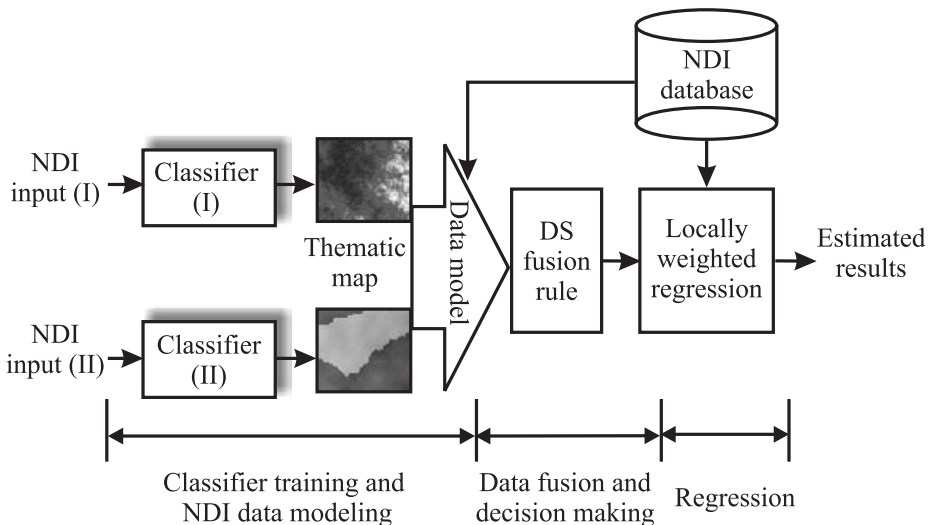 NDI
database
NDI
input (I)
Classifier
(I)
Thematic
map
Data model
DS
fusion
rule
Locally
weighted
regression
Estimated
results
NDI
input (II)
Classifier
(II)
Classifier training and
NDI data modeling
Data fusion and
decision making
Regression